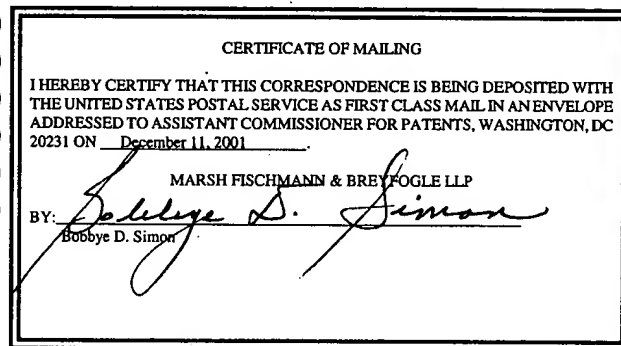 CERTIFICATE OF MAILING
I HEREBY CERTIFY THAT THIS CORRESPONDENCE IS BEING DEPOSITED WITH
THE UNITED STATES POSTAL SERVICE AS FIRST CLASS MAIL IN AN ENVELOPE
ADDRESSED TO ASSISTANT COMMISSIONER FOR PATENTS, WASHINGTON, DC
20231 ON December 11, 2001.
MARSH FISCHMANN & BREYFOGLE LLP
BY: Bobbye D. Simon
Bobbye D. Simon